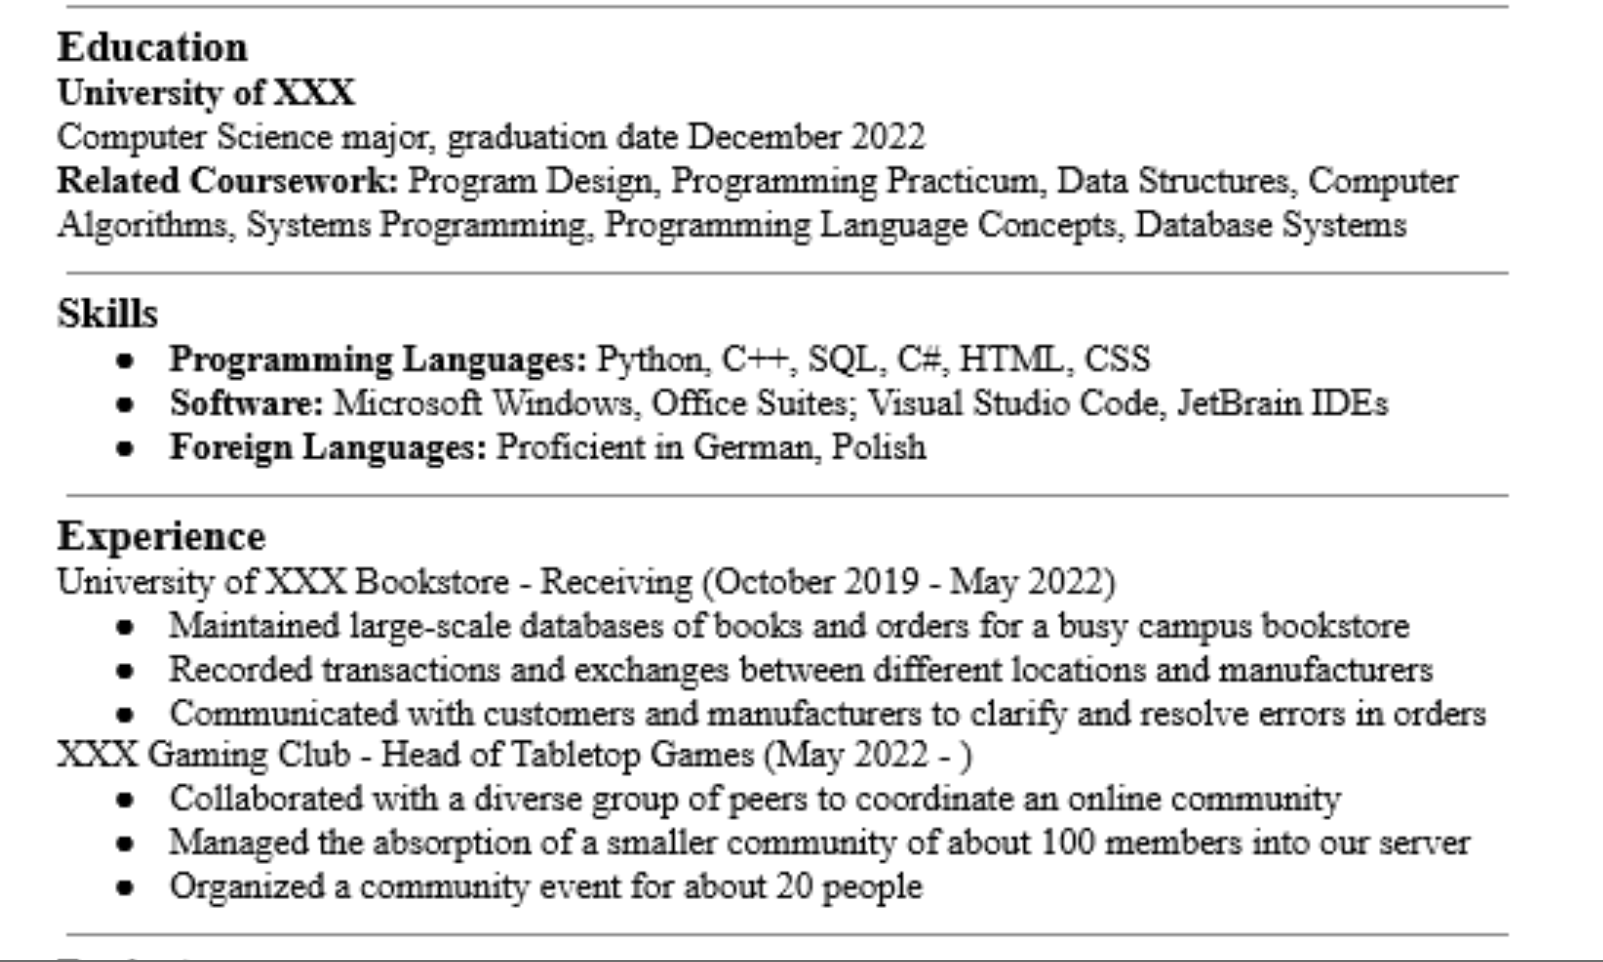 Education
University of XXX
Computer Science major, graduation date December 2022
Related Coursework: Program Design, Programming Practicum, Data Structures, Computer
Algorithms, Systems Programming, Programming Language Concepts, Database Systems
Skills
● Programming Languages: Python, C++, SQL, C#, HTML, CSS
● Software: Microsoft Windows, Office Suites; Visual Studio Code, JetBrain IDEs
● Foreign Languages: Proficient in German, Polish
Experience
University of XXX Bookstore - Receiving (October 2019 - May 2022)
● Maintained large-scale databases of books and orders for a busy campus bookstore
● Recorded transactions and exchanges between different locations and manufacturers
● Communicated with customers and manufacturers to clarify and resolve errors in orders
XXX Gaming Club - Head of Tabletop Games (May 2022 - )
● Collaborated with a diverse group of peers to coordinate an online community
● Managed the absorption of a smaller community of about 100 members into our server
● Organized a community event for about 20 people